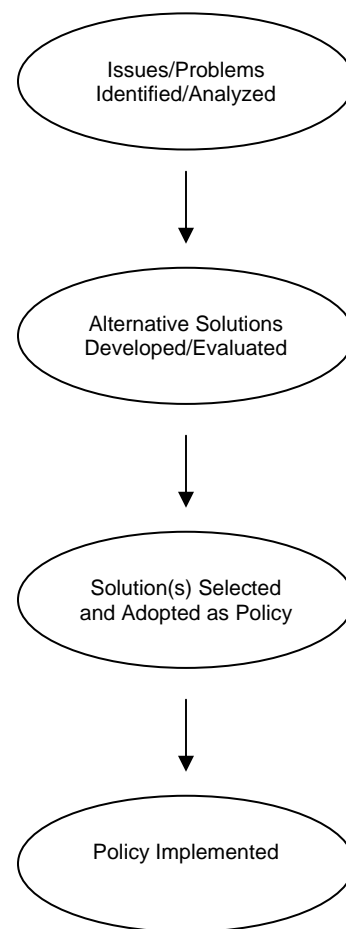 Issues/Problems
Identified/Analyzed
Alternative Solutions
Developed/Evaluated
Solution(s) Selected
and Adopted as Policy
Policy Implemented